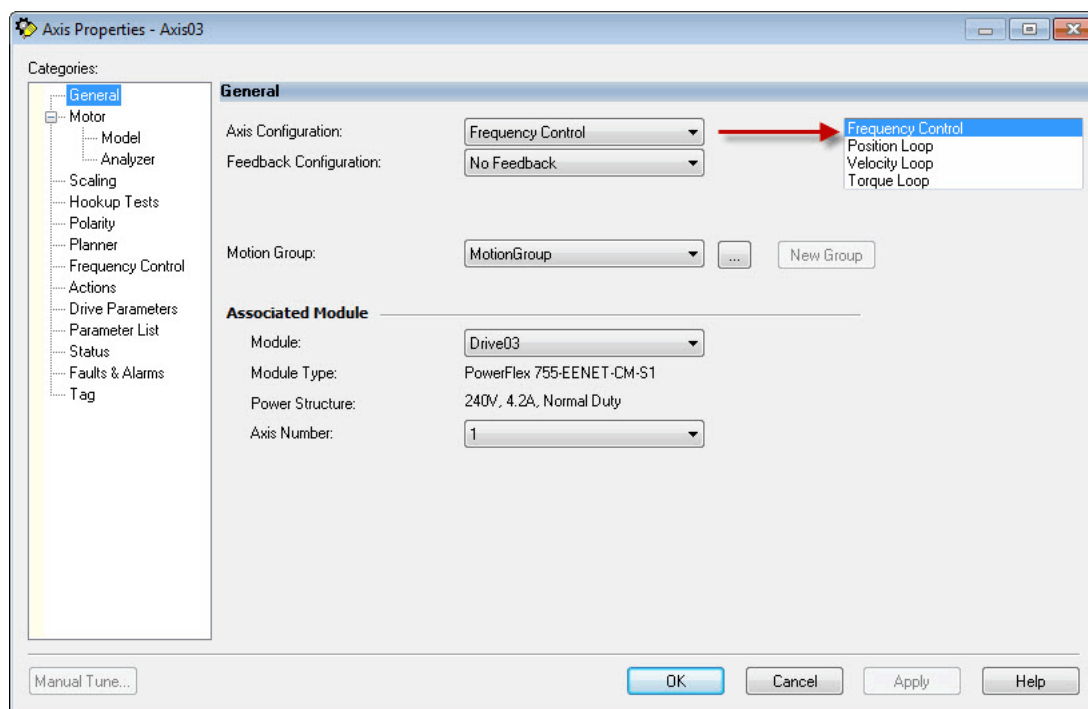 Axis Properties - Axis03
Categories:
General
Motor
Model
Analyzer
Scaling
Hookup Tests
Polarity
Planner
Frequency Control
Actions
Drive Parameters
Parameter List
Status
Faults & Alarms
Tag
General
Axis Configuration: Frequency Control
Frequency Control
Position Loop
Velocity Loop
Torque Loop
Feedback Configuration: No Feedback
Motion Group: MotionGroup ... New Group
Associated Module
Module: Drive03
Module Type: PowerFlex 755-EENET-CM-S1
Power Structure: 240V, 4.2A, Normal Duty
Axis Number: 1
Manual Tune... OK Cancel Apply Help